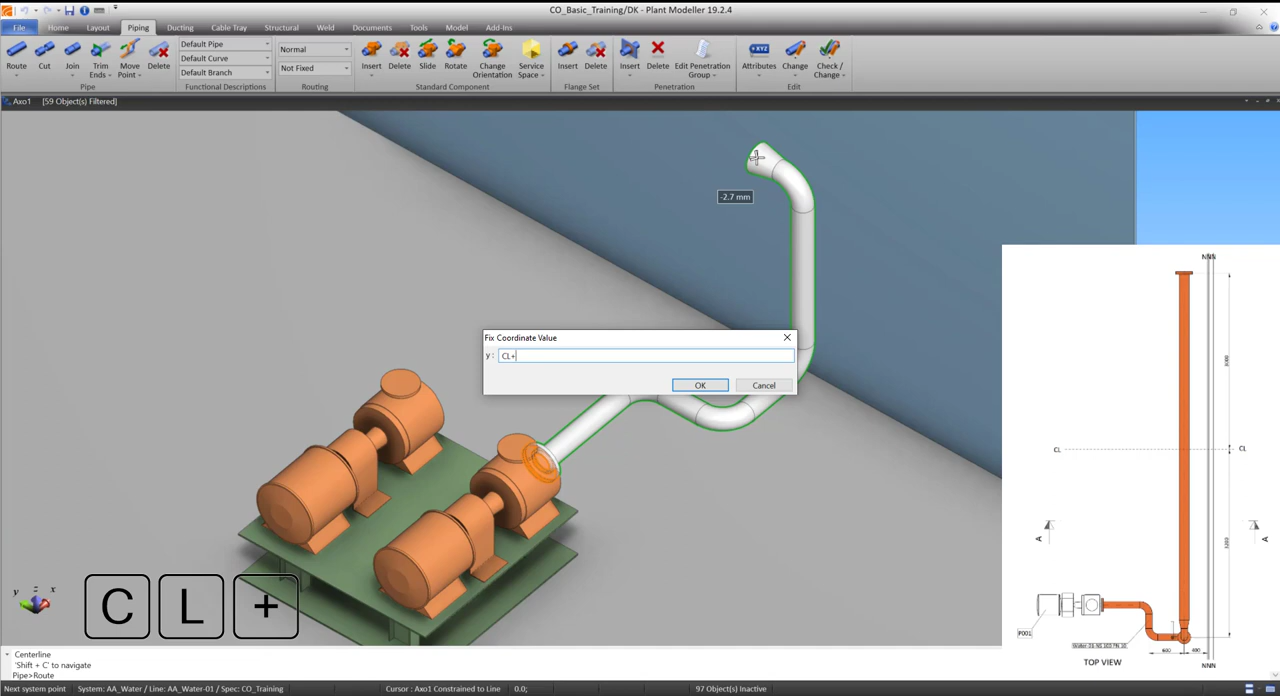 CO_Basic_Training/DK - Plant Modeller 19.2.4
File Home Layout Piping Ducting Cable Tray Structural Weld Documents Tools Model Add-Ins
Route Cut Join Trim Ends Move Point Delete
Default Pipe
Default Curve
Default Branch
Normal
Not Fixed
Insert Delete Slide Rotate Change Orientation Service Space
Insert Delete
Insert Delete Edit Penetration Group
Attributes Change Check / Change
Pipe Functional Descriptions Routing Standard Component Flange Set Penetration Edit
Axo1 [59 Object(s) Filtered]
-2.7 mm
Fix Coordinate Value
y : CL+
OK Cancel
NNN
3000
CL CL
A A
3200
P001
600 400
TOP VIEW
NNN
y z x
C L +
Centerline
'Shift + C' to navigate
Pipe>Route
Next system point System: AA_Water / Line: AA_Water-01 / Spec: CO_Training Cursor : Axo1 Constrained to Line 0.0; 97 Object(s) Inactive